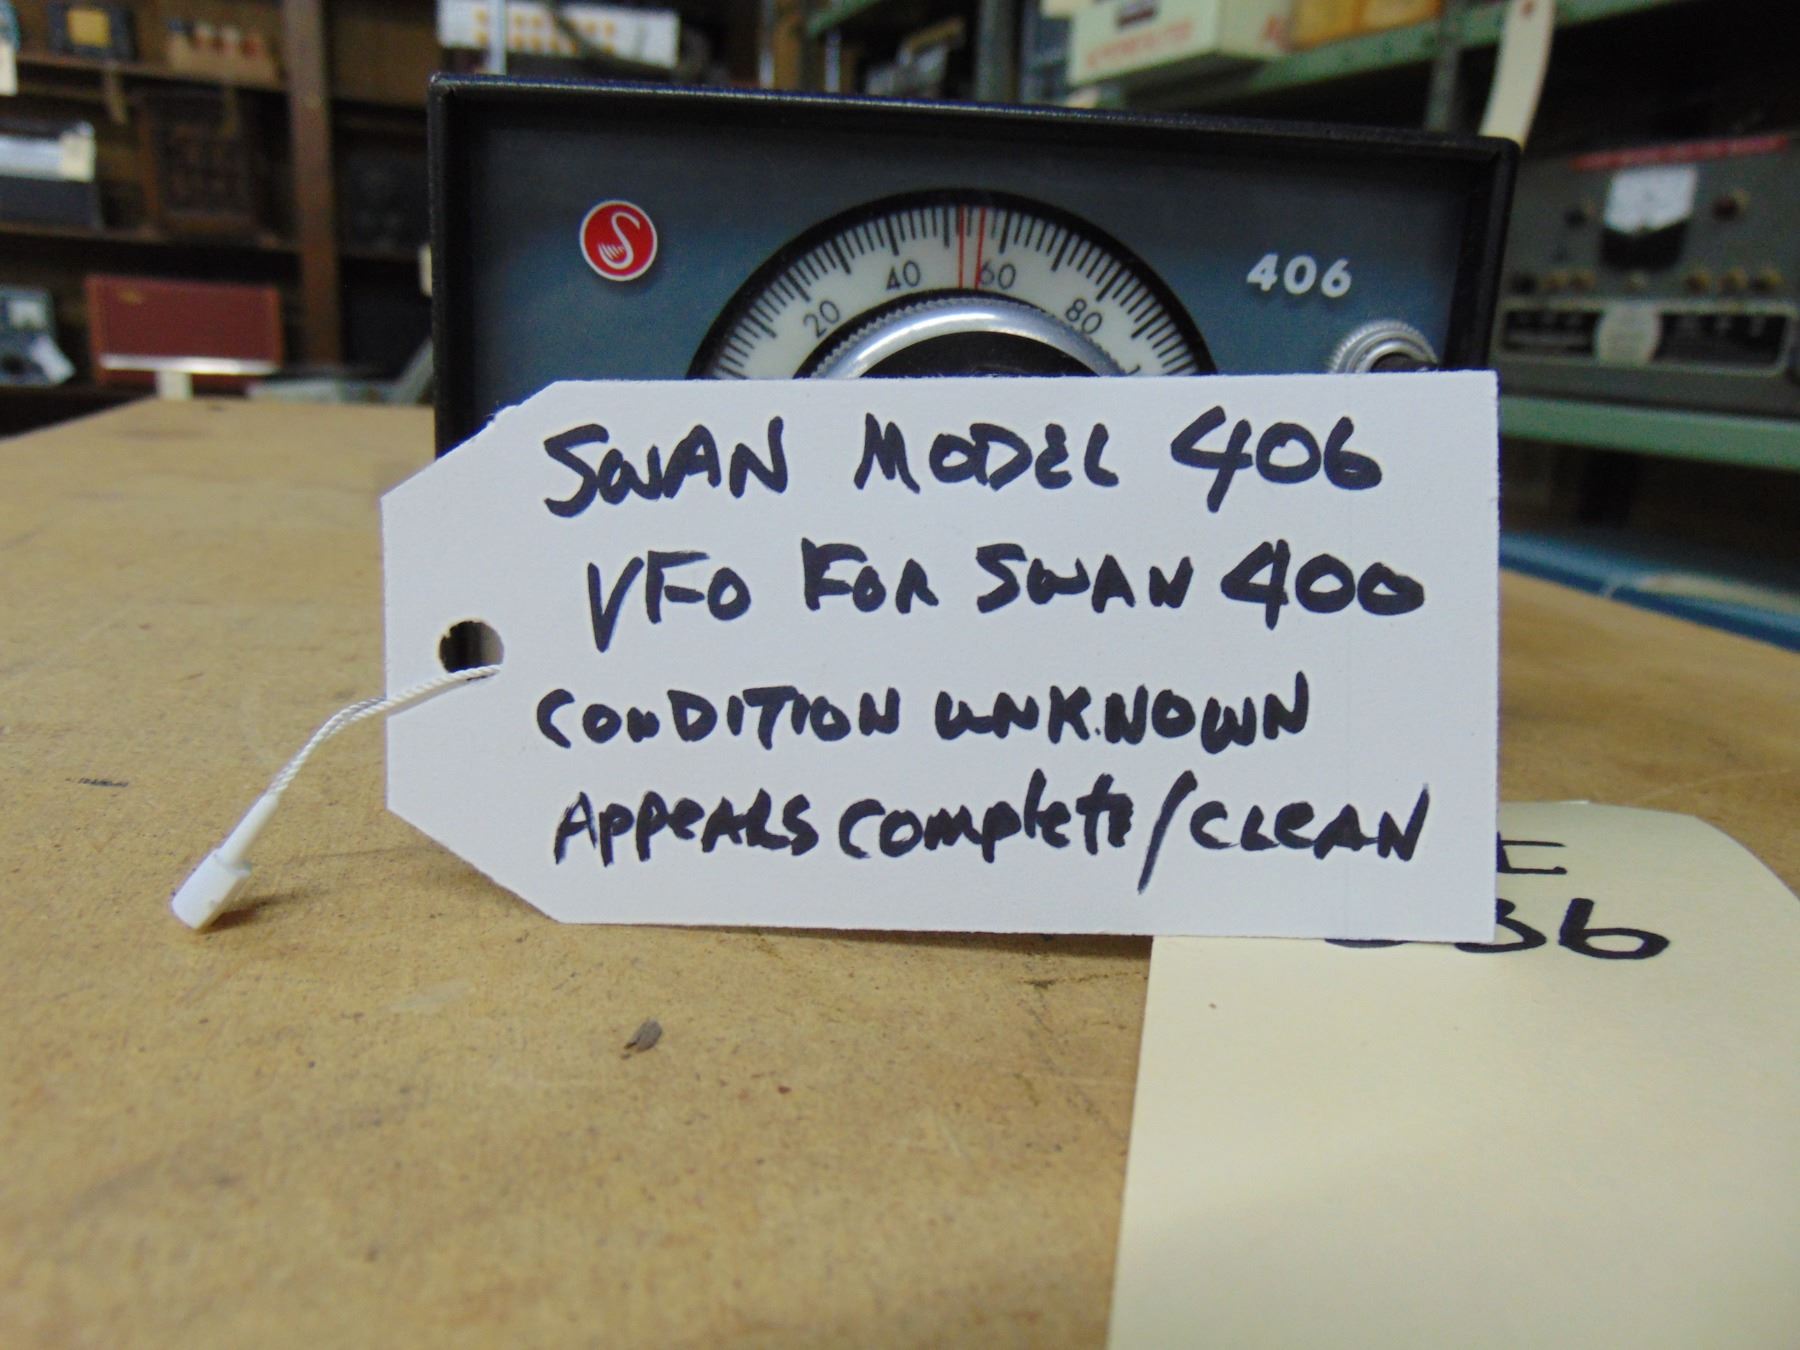 S
406
20 40 60 80
SWAN MODEL 406
VFO FOR SWAN 400
CONDITION UNKNOWN
APPEARS COMPLETE/CLEAN